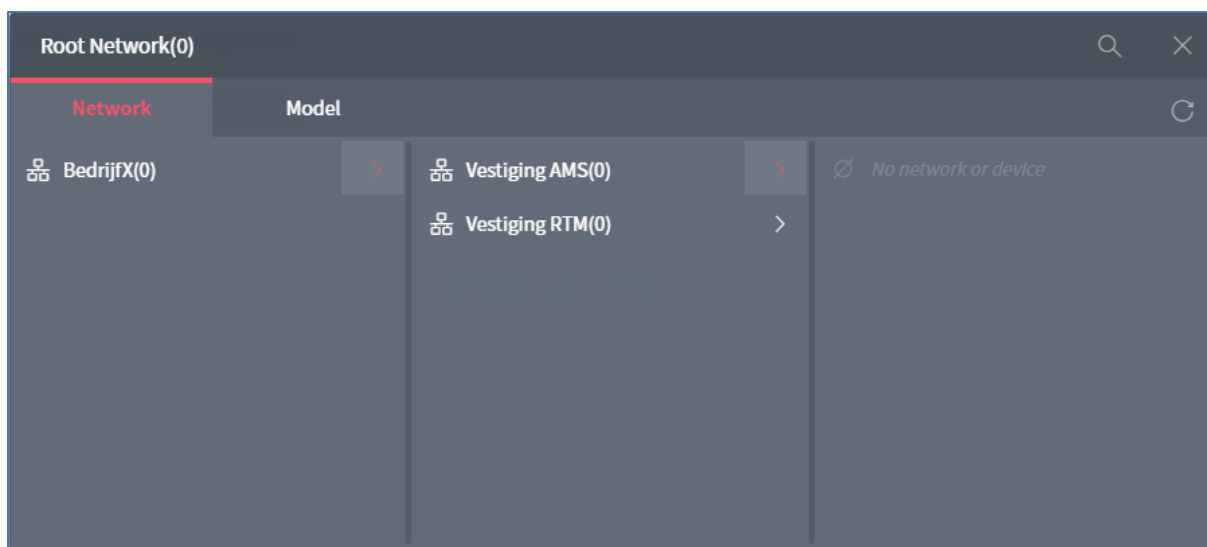 Root Network(0)
Network
Model
BedrijfX(0)
Vestiging AMS(0)
No network or device
Vestiging RTM(0)